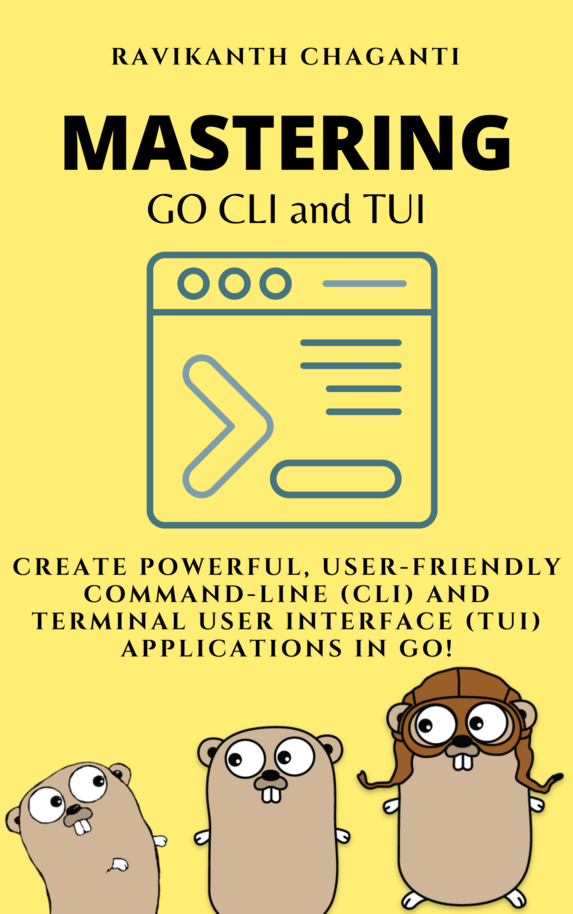 RAVIKANTH CHAGANTI
MASTERING
GO CLI and TUI
CREATE POWERFUL, USER-FRIENDLY
COMMAND-LINE (CLI) AND
TERMINAL USER INTERFACE (TUI)
APPLICATIONS IN GO!